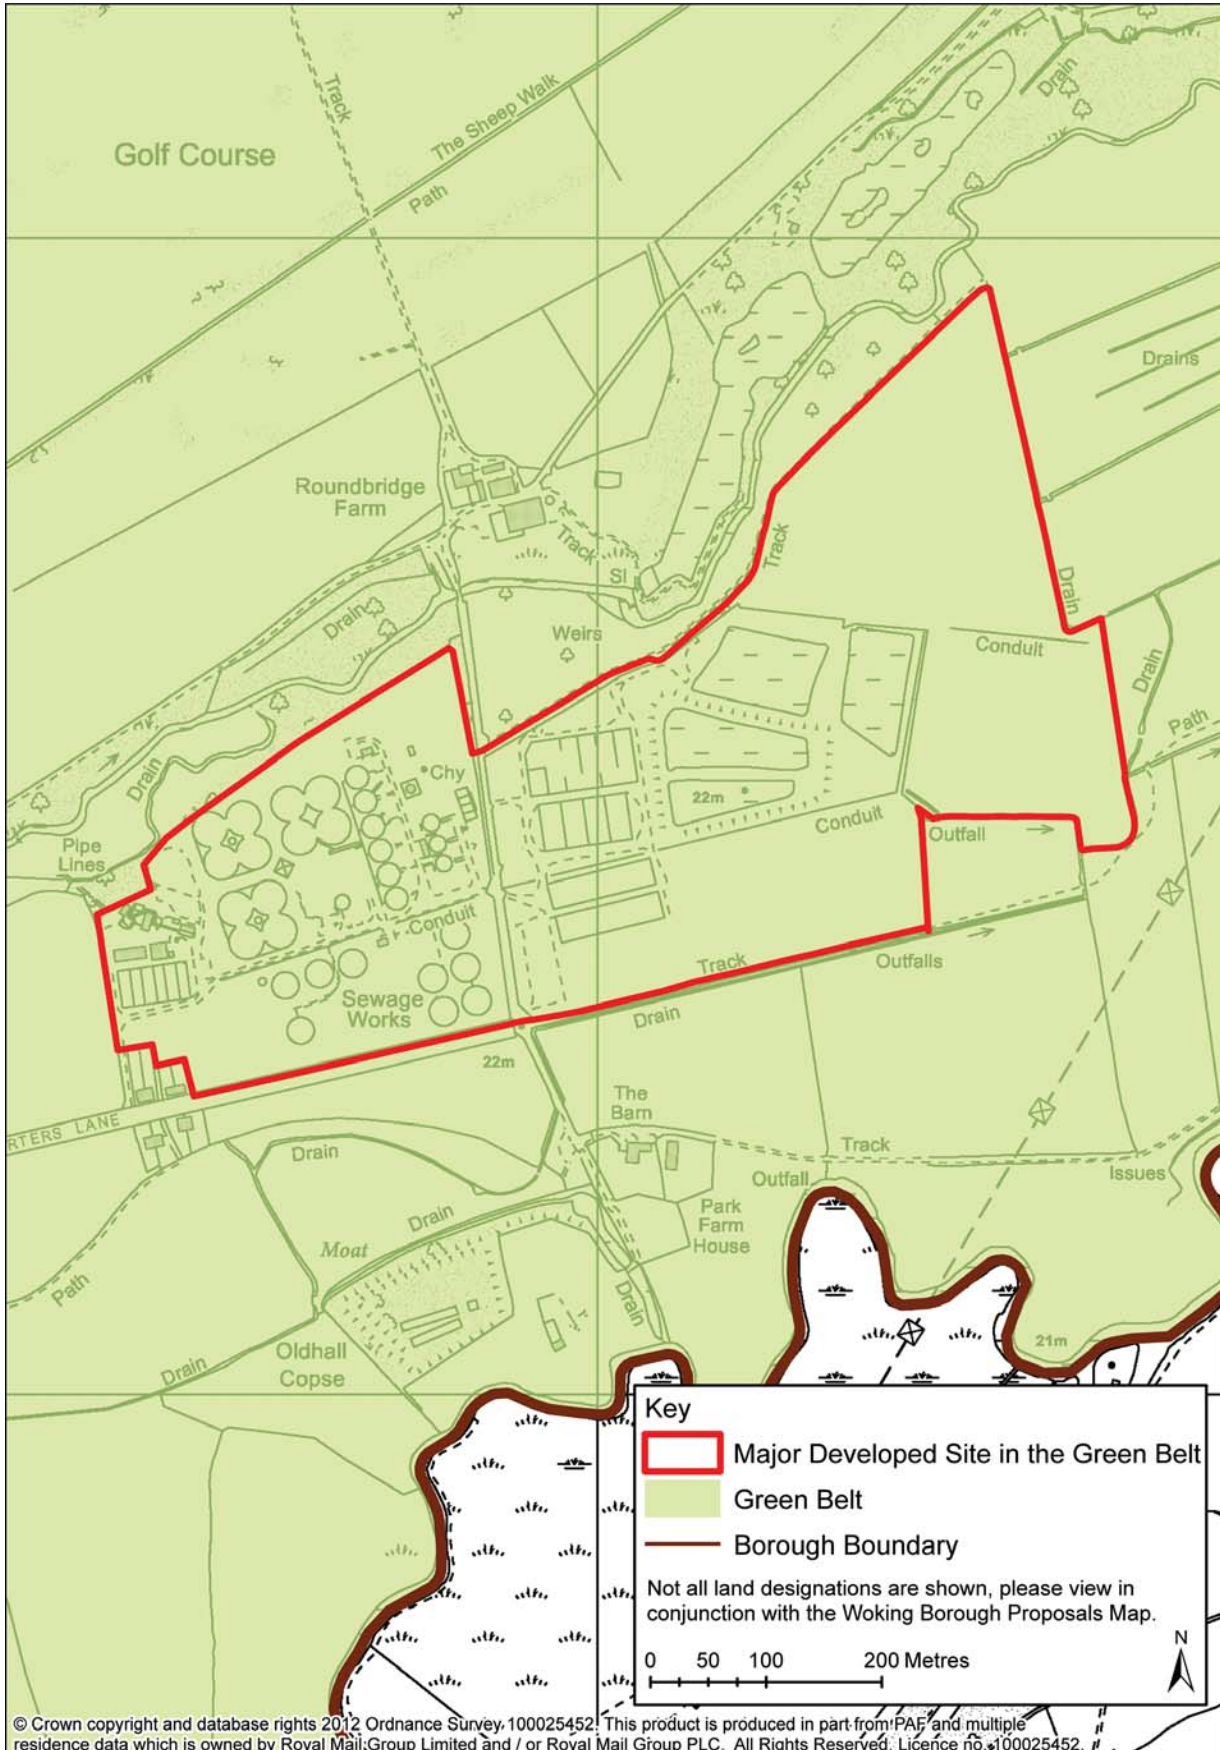 Track
The Sheep Walk
Drain
Golf Course
Path
Drains
Roundbridge
Farm
Track
Track
Sl
Drain
Drain
Weirs
Conduit
Drain
Path
Drain
Chy
22m
Conduit
Outfall
Pipe
Lines
Conduit
Track
Outfalls
Sewage
Works
Drain
22m
The
Barn
RTERS LANE
Drain
Track
Outfall
Issues
Park
Farm
House
Drain
Moat
Path
Drain
21m
Drain
Oldhall
Copse
Key
Major Developed Site in the Green Belt
Green Belt
Borough Boundary
Not all land designations are shown, please view in
conjunction with the Woking Borough Proposals Map.
N
0 50 100 200 Metres
© Crown copyright and database rights 2012 Ordnance Survey 100025452. This product is produced in part from PAF and multiple
residence data which is owned by Royal Mail Group Limited and / or Royal Mail Group PLC. All Rights Reserved. Licence no. 100025452.